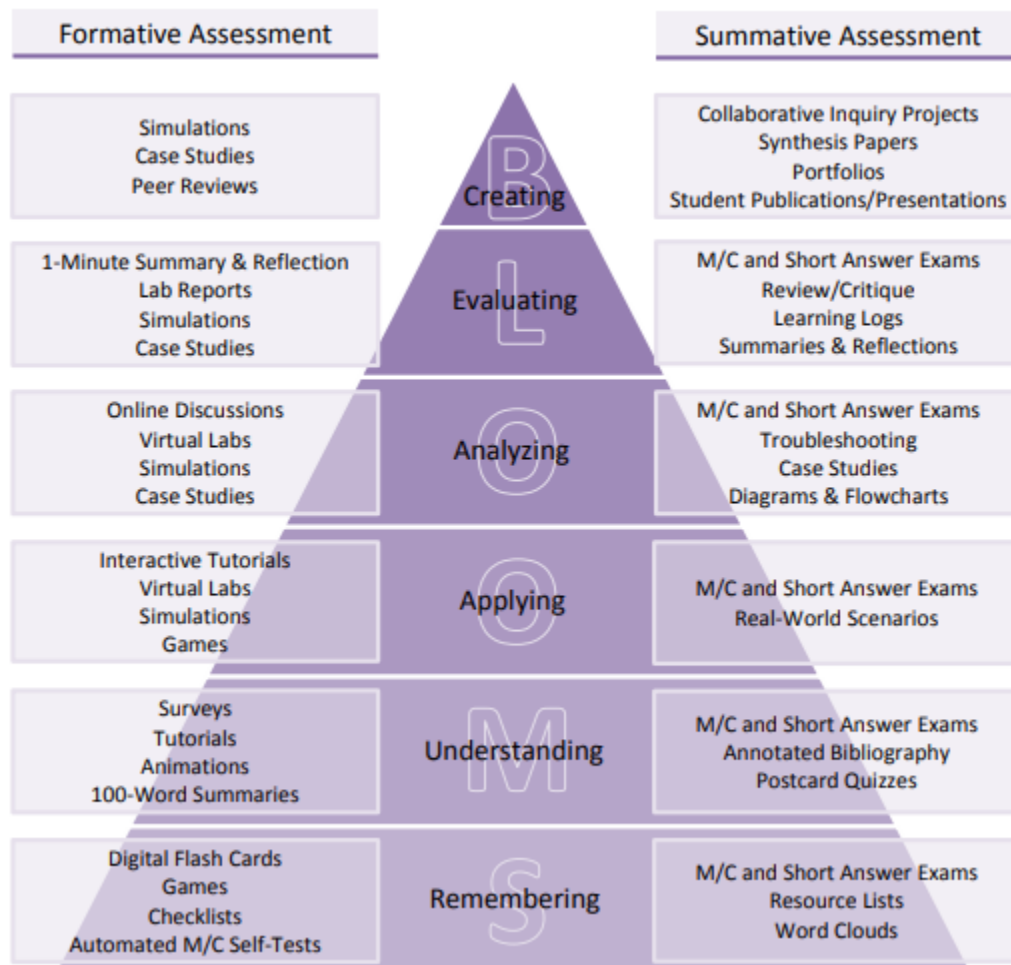 Formative Assessment
Summative Assessment
Simulations
Case Studies
Peer Reviews
B
Creating
Collaborative Inquiry Projects
Synthesis Papers
Portfolios
Student Publications/Presentations
1-Minute Summary & Reflection
Lab Reports
Simulations
Case Studies
L
Evaluating
M/C and Short Answer Exams
Review/Critique
Learning Logs
Summaries & Reflections
Online Discussions
Virtual Labs
Simulations
Case Studies
O
Analyzing
M/C and Short Answer Exams
Troubleshooting
Case Studies
Diagrams & Flowcharts
Interactive Tutorials
Virtual Labs
Simulations
Games
O
Applying
M/C and Short Answer Exams
Real-World Scenarios
Surveys
Tutorials
Animations
100-Word Summaries
M
Understanding
M/C and Short Answer Exams
Annotated Bibliography
Postcard Quizzes
Digital Flash Cards
Games
Checklists
Automated M/C Self-Tests
S
Remembering
M/C and Short Answer Exams
Resource Lists
Word Clouds